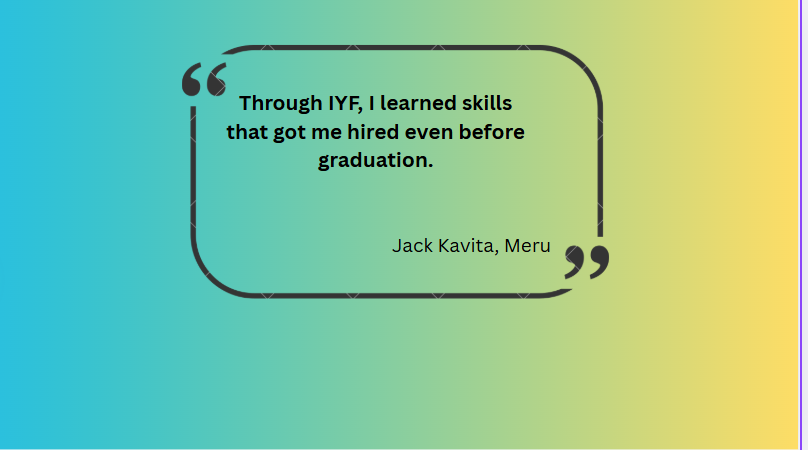 “
Through IYF, I learned skills
that got me hired even before
graduation.
Jack Kavita, Meru
”